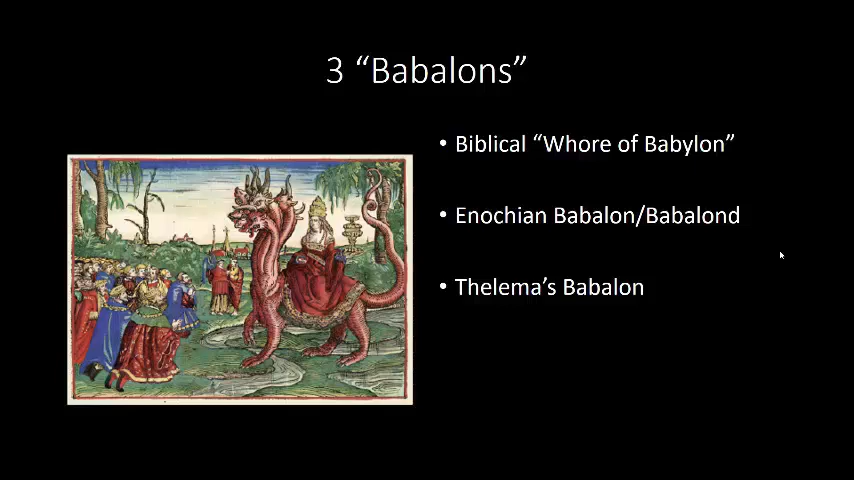 3 “Babalons”
• Biblical “Whore of Babylon”
• Enochian Babalon/Babalond
• Thelema’s Babalon